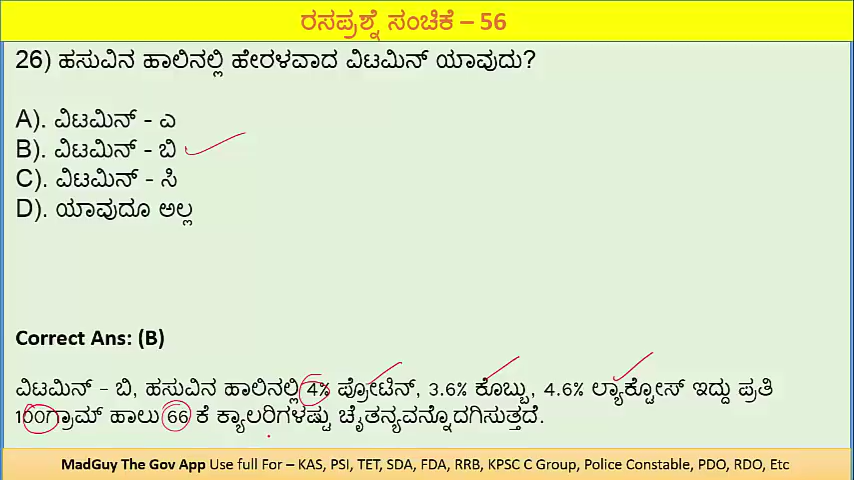 ರಸಪ್ರಶ್ನೆ ಸಂಚಿಕೆ – 56
26) ಹಸುವಿನ ಹಾಲಿನಲ್ಲಿ ಹೇರಳವಾದ ವಿಟಮಿನ್ ಯಾವುದು?
A). ವಿಟಮಿನ್ - ಎ
B). ವಿಟಮಿನ್ - ಬಿ
C). ವಿಟಮಿನ್ - ಸಿ
D). ಯಾವುದೂ ಅಲ್ಲ
Correct Ans: (B)
ವಿಟಮಿನ್ - ಬಿ, ಹಸುವಿನ ಹಾಲಿನಲ್ಲಿ 4% ಪ್ರೋಟಿನ್, 3.6% ಕೊಬ್ಬು, 4.6% ಲ್ಯಾಕ್ಟೋಸ್ ಇದ್ದು ಪ್ರತಿ
100ಗ್ರಾಮ್ ಹಾಲು 66 ಕೆ ಕ್ಯಾಲರಿಗಳಷ್ಟು ಚೈತನ್ಯವನ್ನೊದಗಿಸುತ್ತದೆ.
MadGuy The Gov App Use full For – KAS, PSI, TET, SDA, FDA, RRB, KPSC C Group, Police Constable, PDO, RDO, Etc